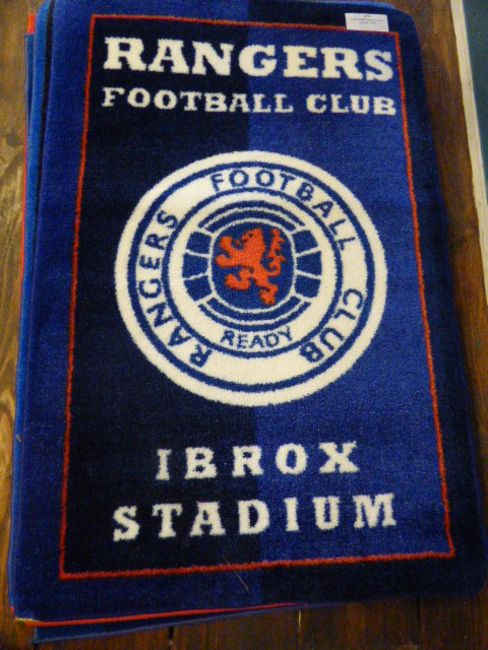 RANGERS
FOOTBALL CLUB
RANGERS FOOTBALL CLUB
READY
IBROX
STADIUM